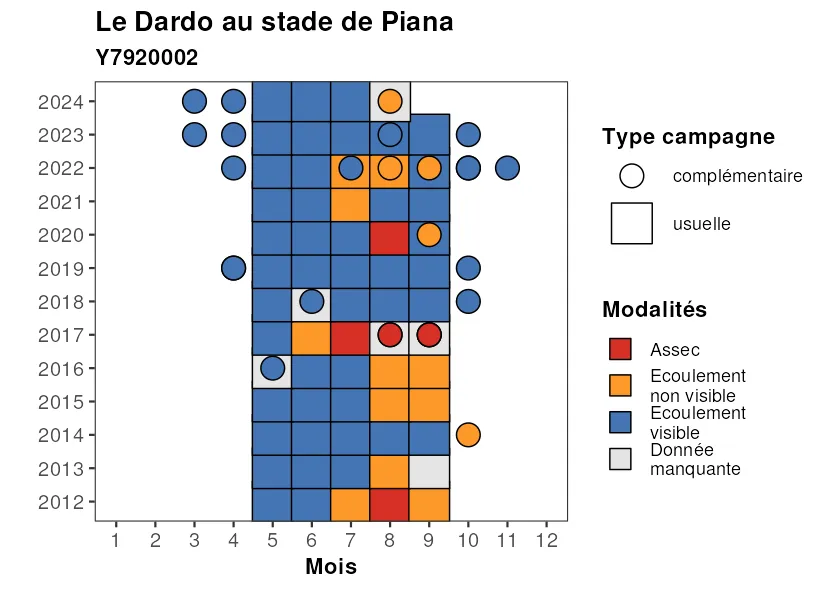 Le Dardo au stade de Piana
Y7920002
2024
2023
2022
2021
2020
2019
2018
2017
2016
2015
2014
2013
2012
1 2 3 4 5 6 7 8 9 10 11 12
Mois
Type campagne
complémentaire
usuelle
Modalités
Assec
Ecoulement
non visible
Ecoulement
visible
Donnée
manquante